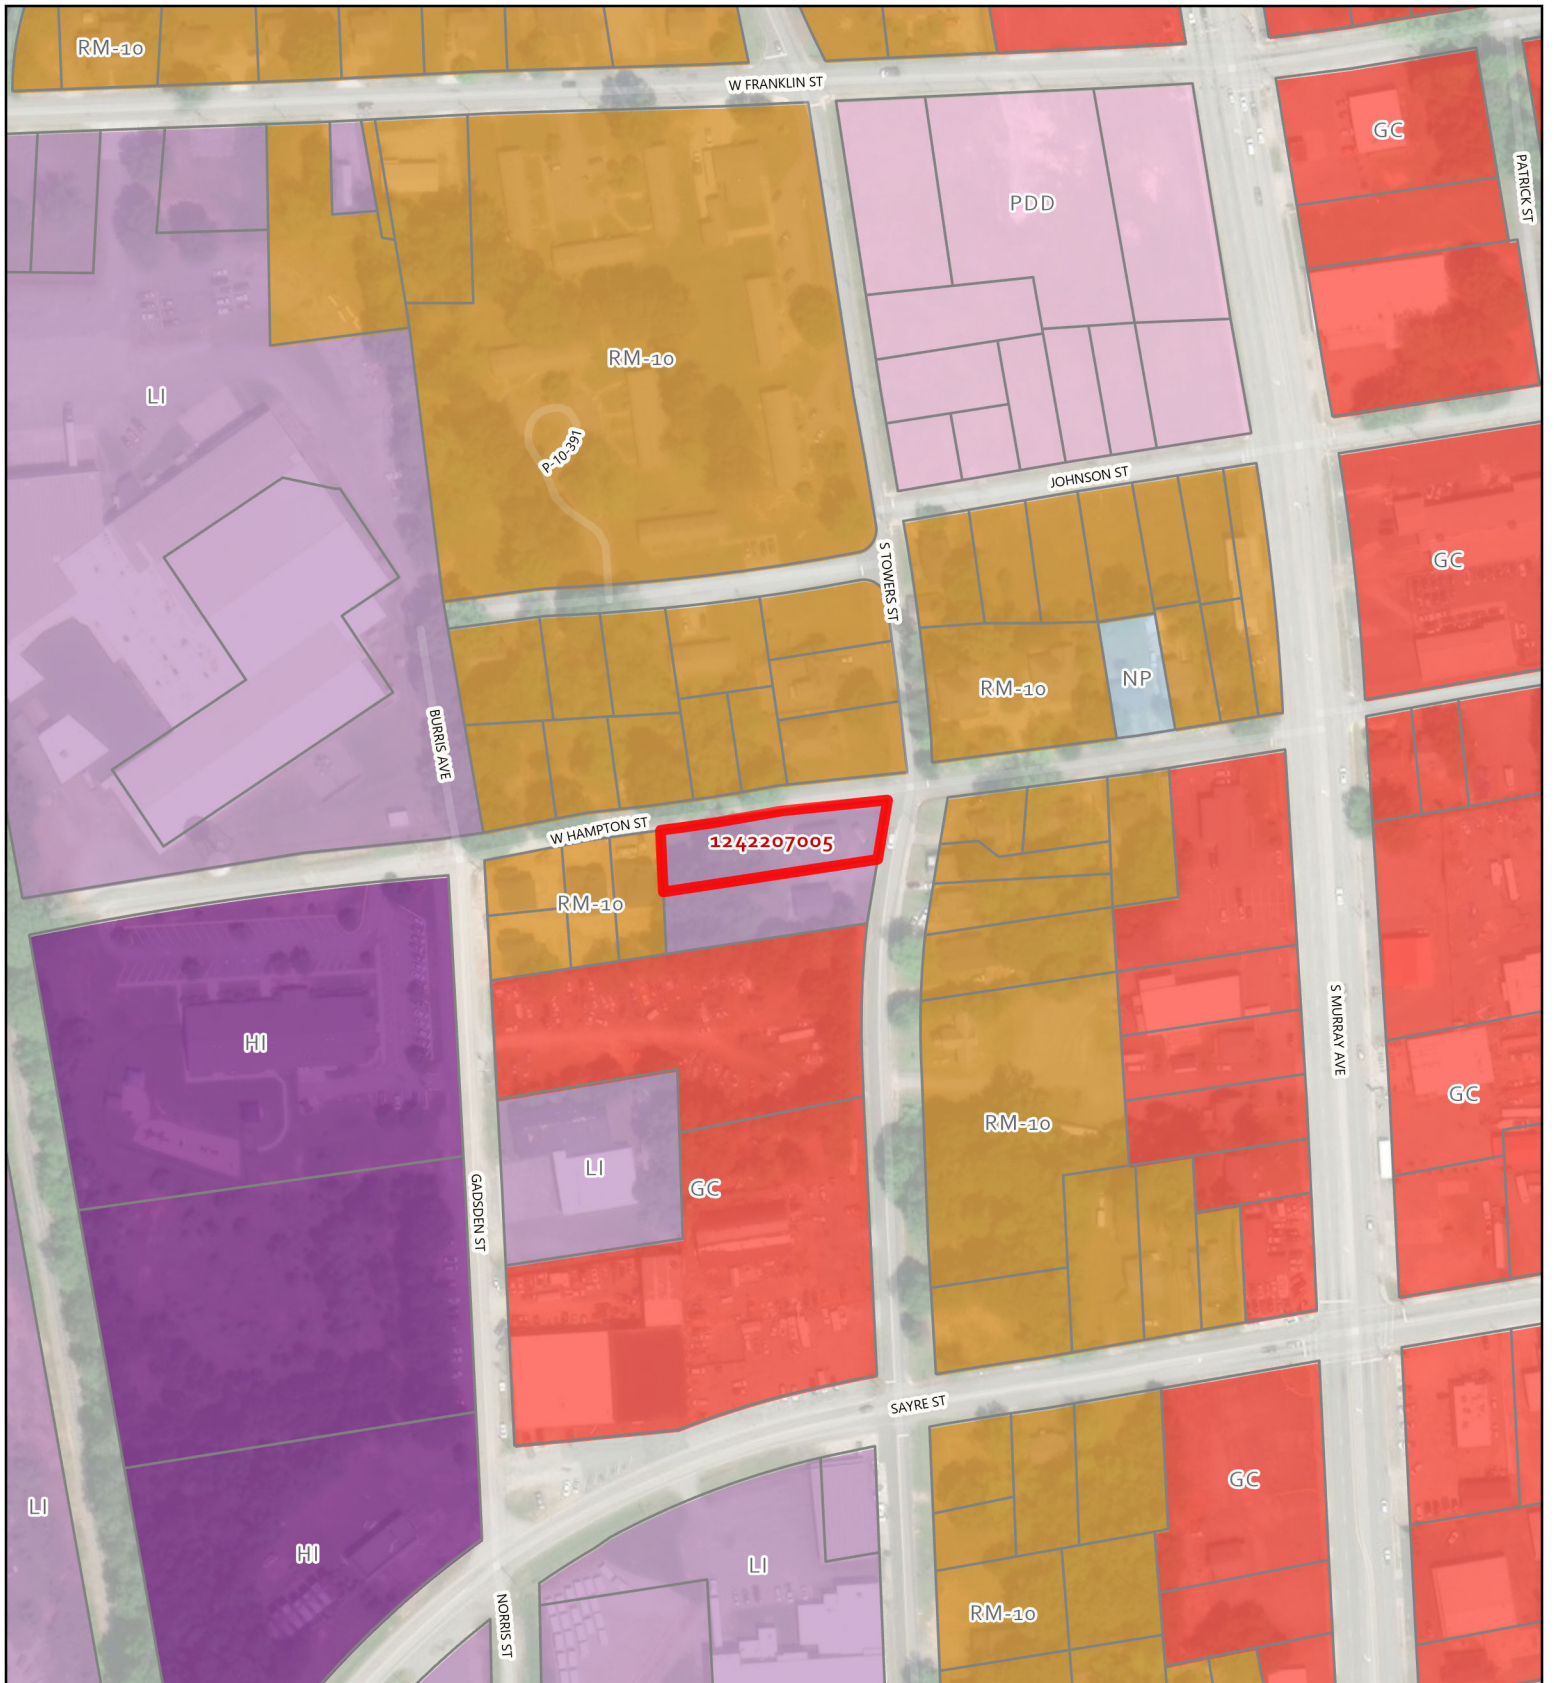 RM-10
W FRANKLIN ST
GC
PATRICK ST
PDD
RM-10
LI
P-10-391
JOHNSON ST
S TOWERS ST
GC
RM-10
NP
BURRIS AVE
W HAMPTON ST
1242207005
RM-10
HI
S MURRAY AVE
GC
RM-10
LI
GC
GADSDEN ST
SAYRE ST
GC
LI
HI
LI
RM-10
NORRIS ST